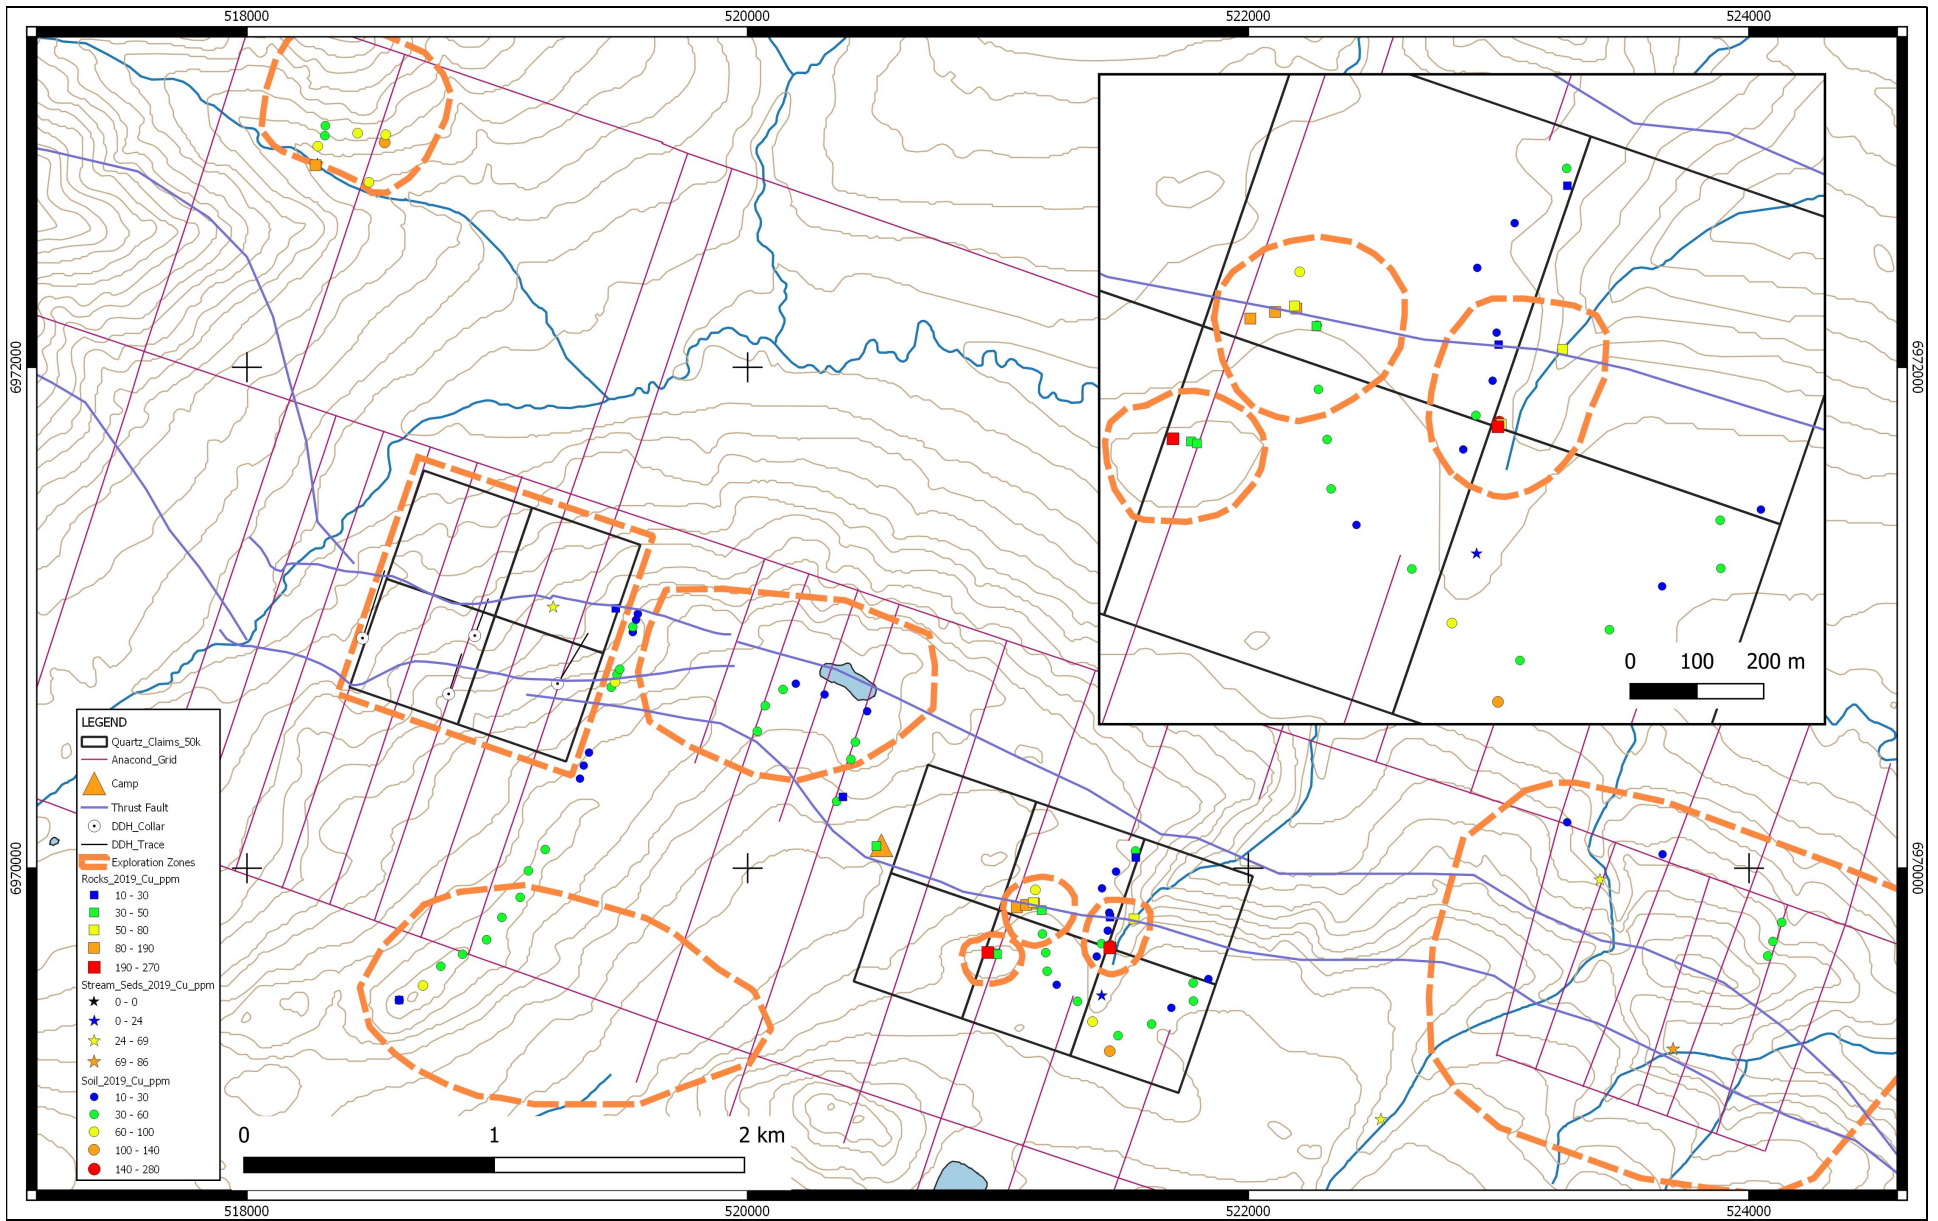 518000 520000 522000 524000
6972000
6972000
0 100 200 m
LEGEND
Quartz_Claims_50k
Anacond_Grid
Camp
Thrust Fault
DDH_Collar
DDH_Trace
Exploration Zones
Rocks_2019_Cu_ppm
10 - 30
30 - 50
50 - 80
80 - 190
190 - 270
Stream_Seds_2019_Cu_ppm
0 - 0
0 - 24
24 - 69
69 - 86
Soil_2019_Cu_ppm
10 - 30
30 - 60
60 - 100
100 - 140
140 - 280
6970000
6970000
0 1 2 km
518000 520000 522000 524000